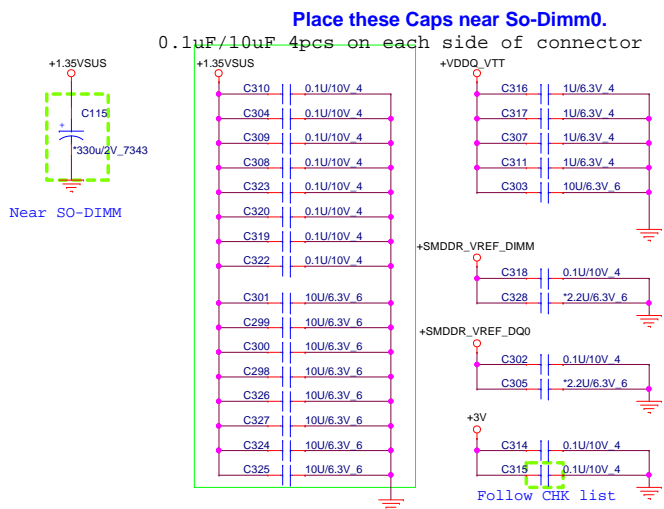 Place these Caps near So-Dimm0.
0.1uF/10uF 4pcs on each side of connector
+1.35VSUS
C115
+
*330u/2V_7343
Near SO-DIMM
+1.35VSUS
C310 0.1U/10V_4
C304 0.1U/10V_4
C309 0.1U/10V_4
C308 0.1U/10V_4
C323 0.1U/10V_4
C320 0.1U/10V_4
C319 0.1U/10V_4
C322 0.1U/10V_4
C301 10U/6.3V_6
C299 10U/6.3V_6
C300 10U/6.3V_6
C298 10U/6.3V_6
C326 10U/6.3V_6
C327 10U/6.3V_6
C324 10U/6.3V_6
C325 10U/6.3V_6
+VDDQ_VTT
C316 1U/6.3V_4
C317 1U/6.3V_4
C307 1U/6.3V_4
C311 1U/6.3V_4
C303 10U/6.3V_6
+SMDDR_VREF_DIMM
C318 0.1U/10V_4
C328 *2.2U/6.3V_6
+SMDDR_VREF_DQ0
C302 0.1U/10V_4
C305 *2.2U/6.3V_6
+3V
C314 0.1U/10V_4
C315 0.1U/10V_4
Follow CHK list